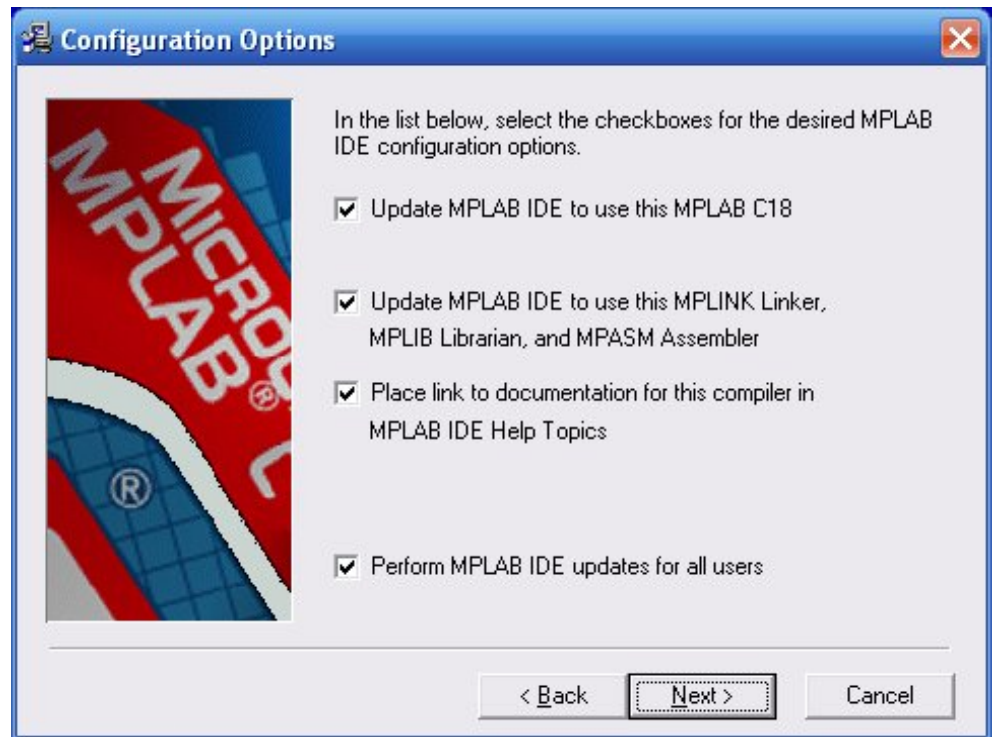 Configuration Options
In the list below, select the checkboxes for the desired MPLAB
IDE configuration options.
Update MPLAB IDE to use this MPLAB C18
Update MPLAB IDE to use this MPLINK Linker,
MPLIB Librarian, and MPASM Assembler
Place link to documentation for this compiler in
MPLAB IDE Help Topics
Perform MPLAB IDE updates for all users
MICROC
MPLAB® C
®
< Back
Next >
Cancel